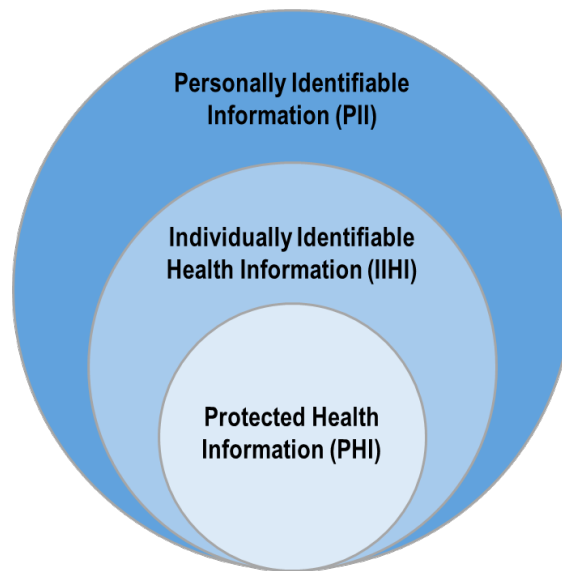 Personally Identifiable
Information (PII)
Individually Identifiable
Health Information (IIHI)
Protected Health
Information (PHI)